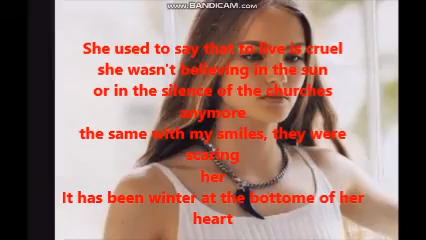 www.BANDICAM.com
She used to say that to live is cruel
she wasn't believing in the sun
or in the silence of the churches
anymore
the same with my smiles, they were
scaring
her
It has been winter at the bottome of her
heart